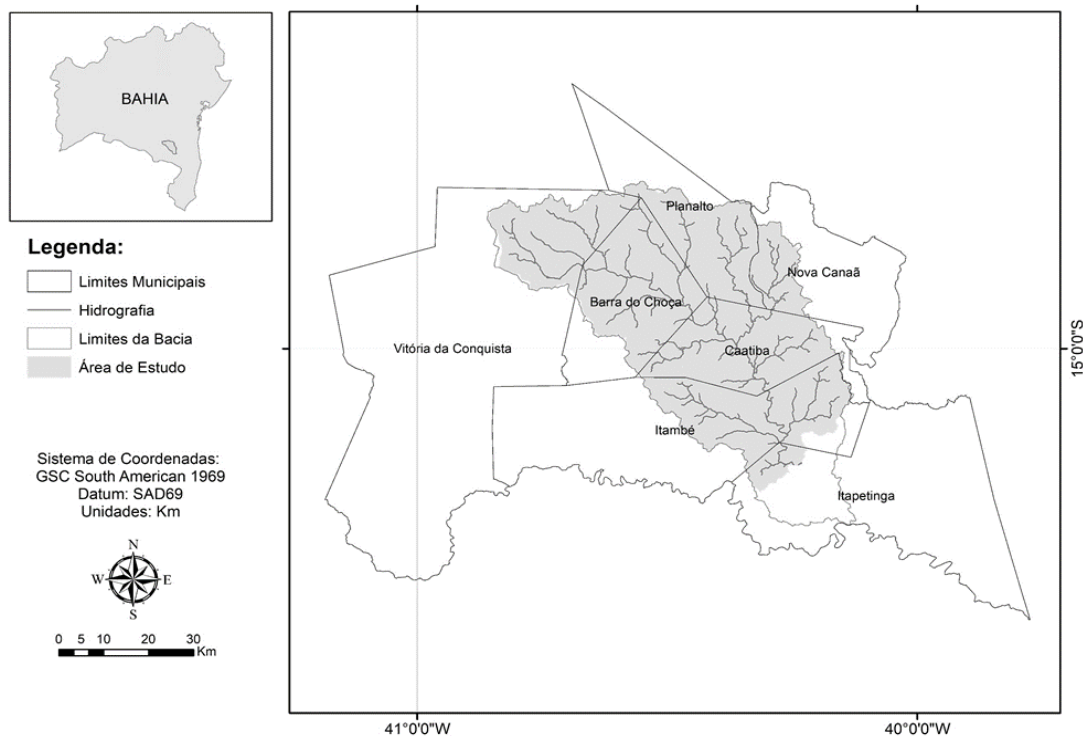 BAHIA
Legenda:
Limites Municipais
Hidrografia
Limites da Bacia
Área de Estudo
Sistema de Coordenadas:
GSC South American 1969
Datum: SAD69
Unidades: Km
N
W E
S
0 5 10 20 30
Km
Planalto
Nova Canaã
Barra do Choça
Vitória da Conquista
Caatiba
Itambé
Itapetinga
15°0'0"S
41°0'0"W
40°0'0"W